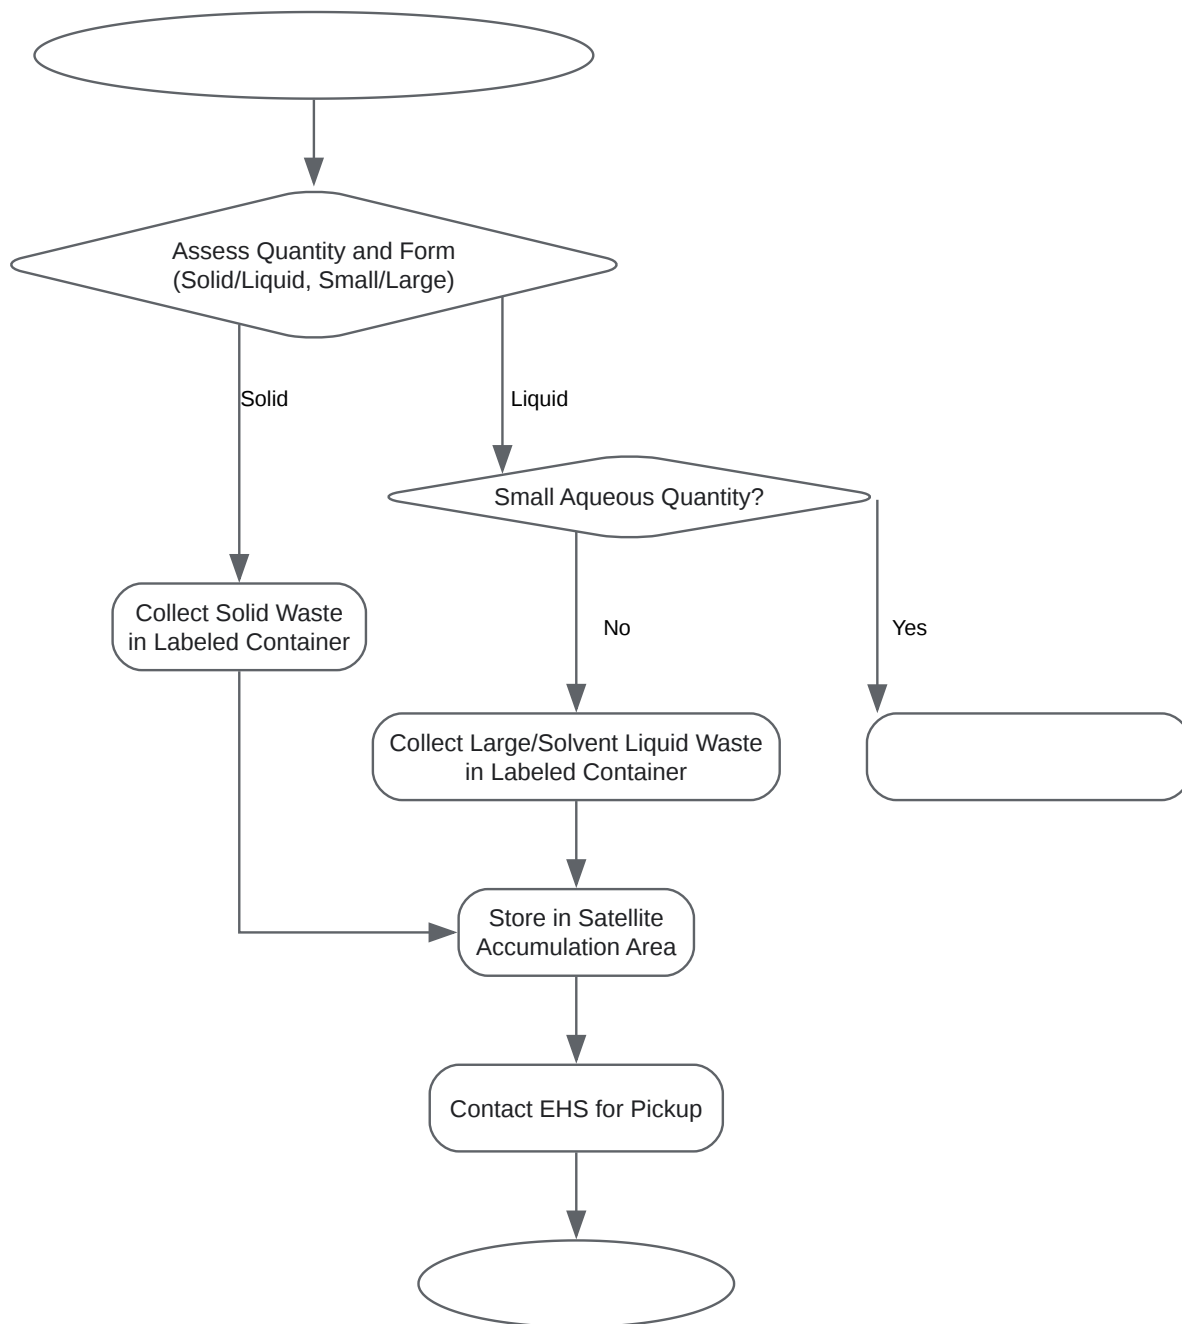 Assess Quantity and Form
(Solid/Liquid, Small/Large)
Solid
Liquid
Small Aqueous Quantity?
Collect Solid Waste
in Labeled Container
No
Yes
Collect Large/Solvent Liquid Waste
in Labeled Container
Store in Satellite
Accumulation Area
Contact EHS for Pickup